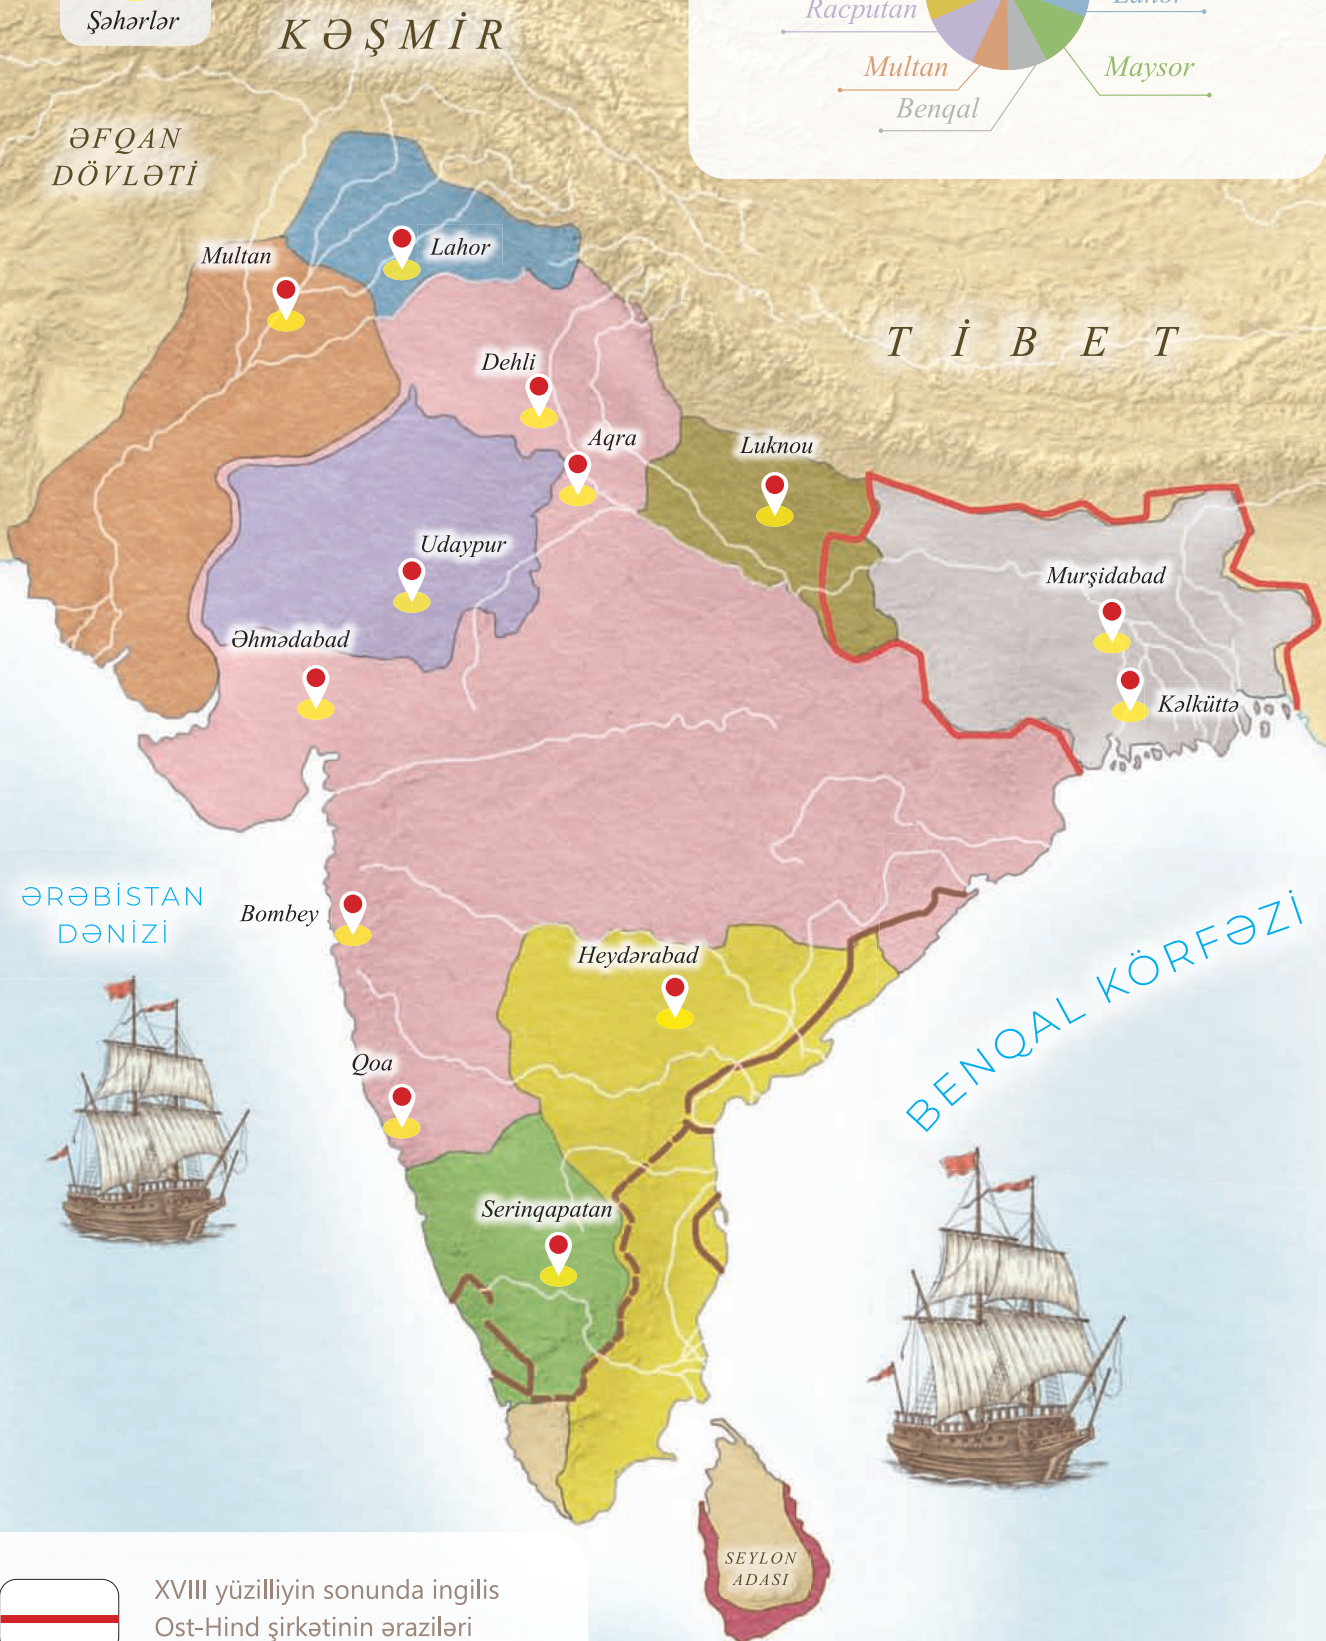 Şəhərlər
KƏŞMİR
Racputan
Multan
Maysor
Benqal
ƏFQAN
DÖVLƏTİ
Multan
Lahor
TİBET
Dehli
Aqra
Luknou
Udaypur
Murşidabad
Əhmədabad
Kəlküttə
ƏRƏBİSTAN
DƏNİZİ
Bombey
Heydərabad
BENQAL KÖRFƏZİ
Qoa
Serinqapatan
SEYLON
ADASI
XVIII yüzilliyin sonunda ingilis
Ost-Hind şirkətinin əraziləri